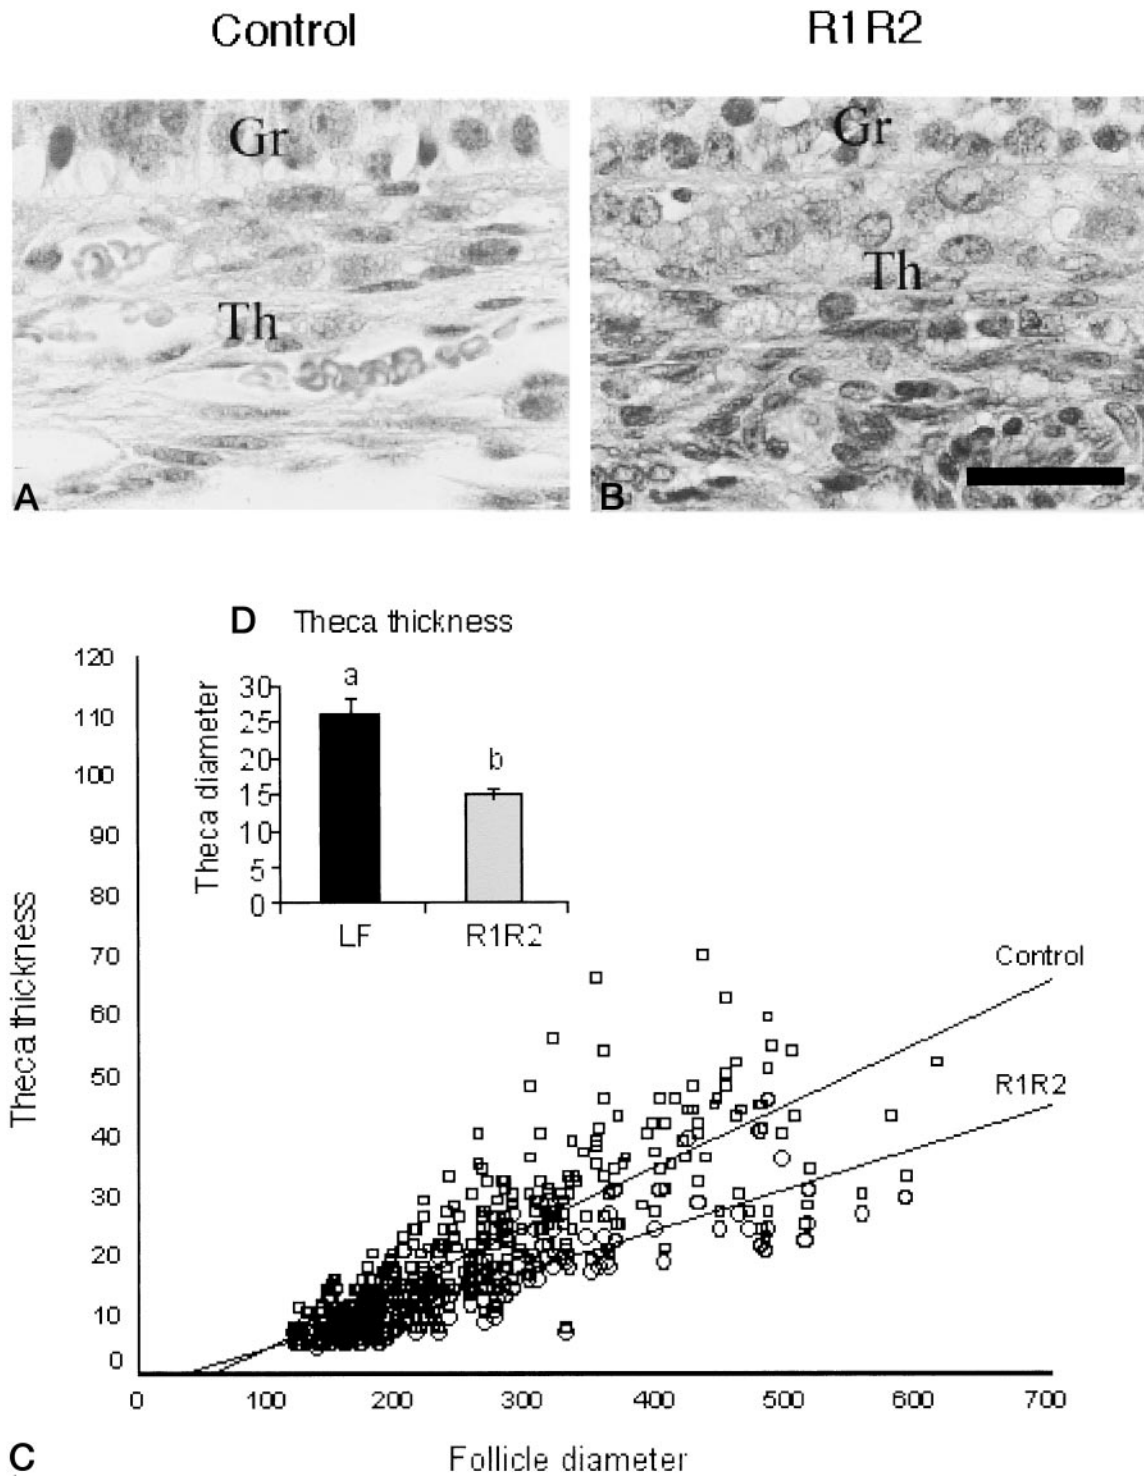 Control
R1R2
Gr
Th
A
Gr
Th
B
D Theca thickness
Theca diameter
30
25
20
15
10
5
0
a
b
LF
R1R2
Theca thickness
120
110
100
90
80
70
60
50
40
30
20
10
0
Control
R1R2
0 100 200 300 400 500 600 700
Follicle diameter
C